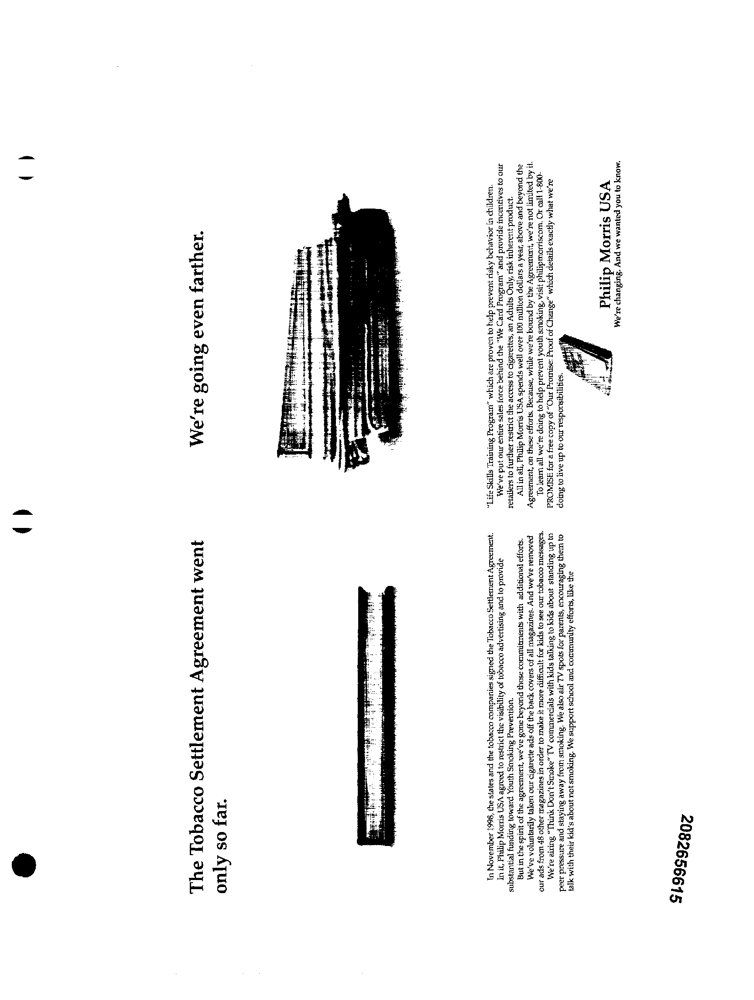 The Tobacco Settlement Agreement went
only so far.
We're going even farther.
In November 1998, the states and the tobacco companies signed the Tobacco Settlement Agreement.
In it, Philip Morris USA agreed to restrict the visibility of tobacco advertising and to provide
substantial funding toward Youth Smoking Prevention.
But in the spirit of the agreement, we've gone beyond those commitments with additional efforts.
We've voluntarily taken our cigarette ads off the back covers of all magazines. And we've removed
our ads from 48 other magazines in order to make it more difficult for kids to see our tobacco messages.
We're airing "Think Don't Smoke" TV commercials with kids talking to kids about standing up to
peer pressure and staying away from smoking. We also air TV spots for parents, encouraging them to
talk with their kid's about not smoking. We support school and community efforts, like the
"Life Skills Training Program" which are proven to help prevent risky behavior in children.
We've put our entire sales force behind the "We Card Program" and provide incentives to our
retailers to further restrict the access to cigarettes, an Adults Only, risk inherent product.
All in all, Philip Morris USA spends well over 100 million dollars a year, above and beyond the
Agreement, on these efforts. Because, while we're bound by the Agreement, we're not limited by it.
To learn all we're doing to help prevent youth smoking, visit philipmorris.com. Or call 1-800-
PROMISE for a free copy of "Our Promise: Proof of Change" which details exactly what we're
doing to live up to our responsibilities.
Philip Morris USA
We're changing. And we wanted you to know.
2082656615